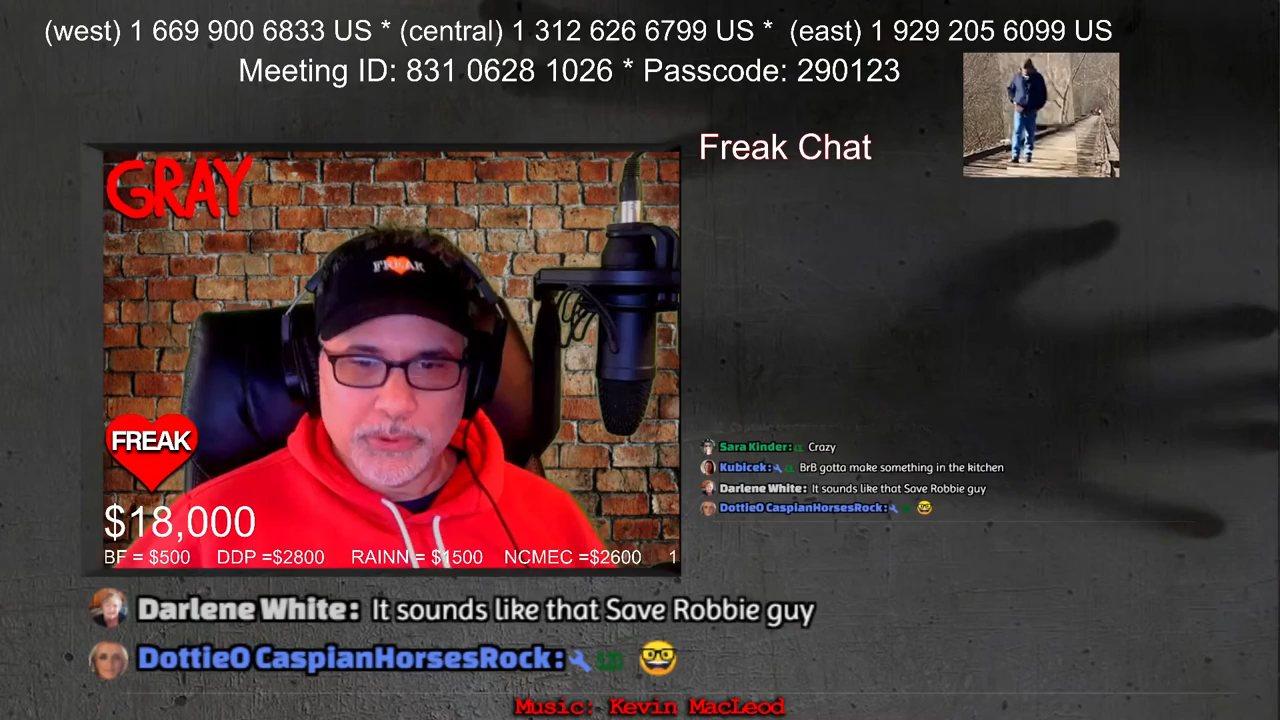 (west) 1 669 900 6833 US * (central) 1 312 626 6799 US * (east) 1 929 205 6099 US
Meeting ID: 831 0628 1026 * Passcode: 290123
Freak Chat
GRAY
FREAK
FREAK
$18,000
BF = $500 DDP =$2800 RAINN = $1500 NCMEC =$2600 1
Sara Kinder: Crazy
Kubicek: BrB gotta make something in the kitchen
Darlene White: It sounds like that Save Robbie guy
DottieO CaspianHorsesRock: 🤓
Darlene White: It sounds like that Save Robbie guy
DottieO CaspianHorsesRock: 🤓
Music: Kevin MacLeod